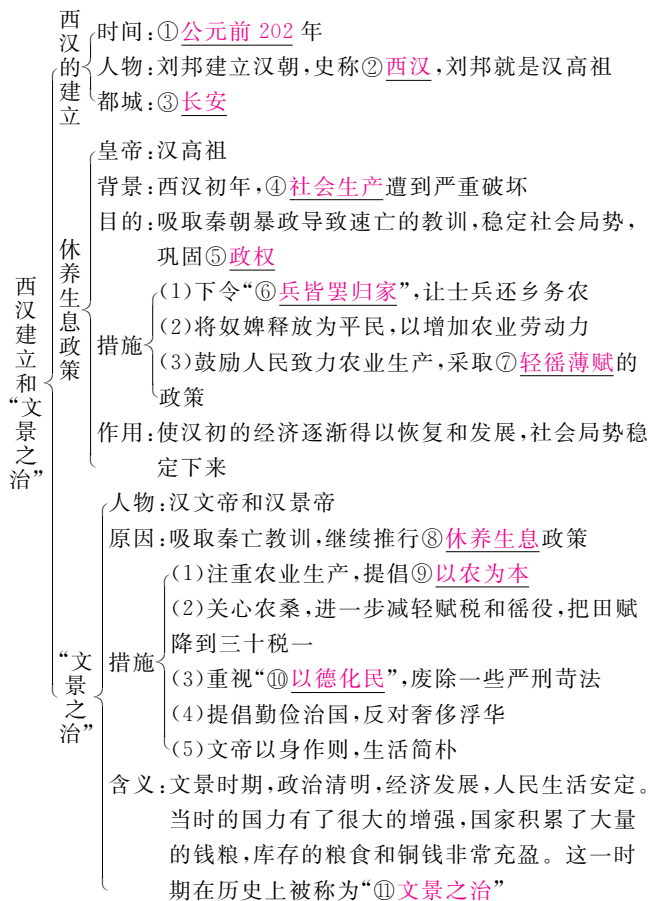 西汉建立和“文景之治”
西汉的建立
时间:①公元前 202 年
人物:刘邦建立汉朝,史称②西汉,刘邦就是汉高祖
都城:③长安
休养生息政策
皇帝:汉高祖
背景:西汉初年,④社会生产遭到严重破坏
目的:吸取秦朝暴政导致速亡的教训,稳定社会局势,
巩固⑤政权
措施
(1)下令“⑥兵皆罢归家”,让士兵还乡务农
(2)将奴婢释放为平民,以增加农业劳动力
(3)鼓励人民致力农业生产,采取⑦轻徭薄赋的
政策
作用:使汉初的经济逐渐得以恢复和发展,社会局势稳
定下来
“文景之治”
人物:汉文帝和汉景帝
原因:吸取秦亡教训,继续推行⑧休养生息政策
措施
(1)注重农业生产,提倡⑨以农为本
(2)关心农桑,进一步减轻赋税和徭役,把田赋
降到三十税一
(3)重视“⑩以德化民”,废除一些严刑苛法
(4)提倡勤俭治国,反对奢侈浮华
(5)文帝以身作则,生活简朴
含义:文景时期,政治清明,经济发展,人民生活安定。
当时的国力有了很大的增强,国家积累了大量
的钱粮,库存的粮食和铜钱非常充盈。这一时
期在历史上被称为“⑪文景之治”